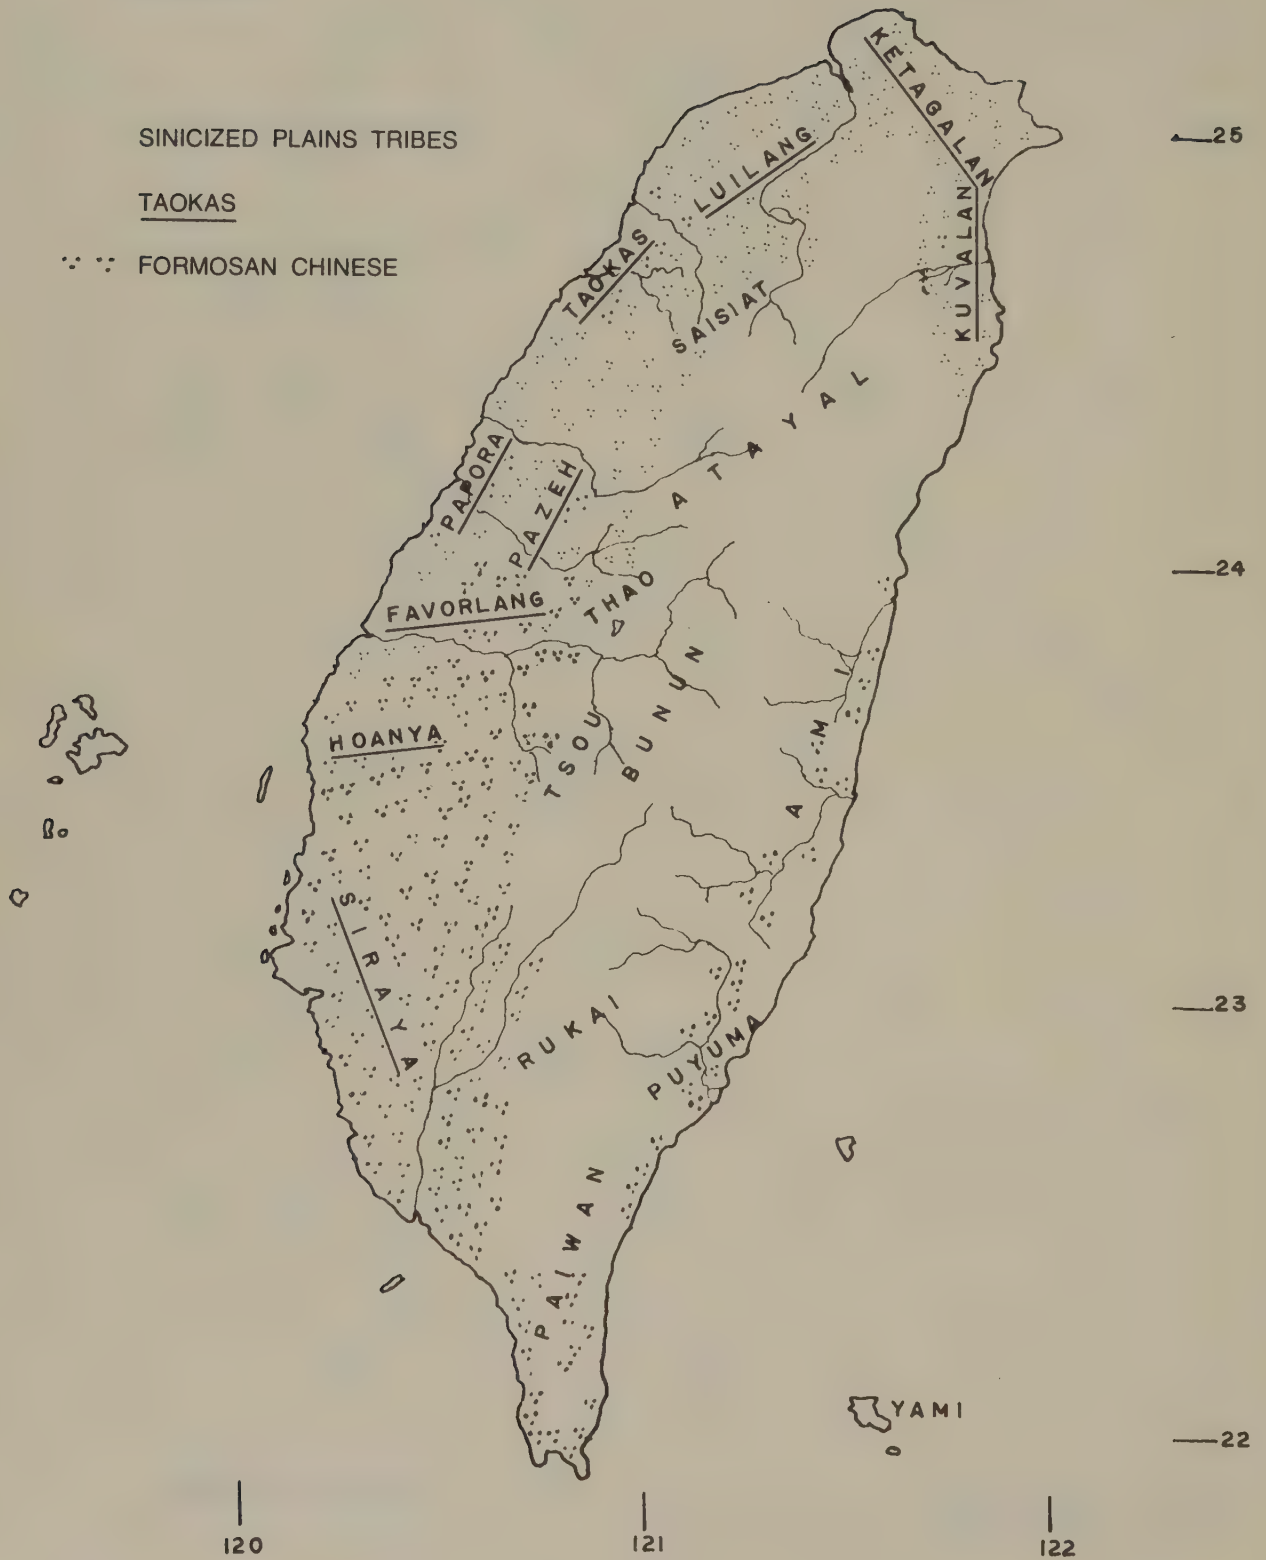 SINICIZED PLAINS TRIBES
TAOKAS
FORMOSAN CHINESE
KETAGALAN
25
LUILANG
KUVALAN
TAOKAS
SAISIAT
ATAYAL
PAPORA
PAZEH
24
THAO
FAVORLANG
BUNUN
AMI
TSOU
HOANYA
SIRAYA
23
RUKAI
PUYUMA
PAIWAN
YAMI
22
120
121
122